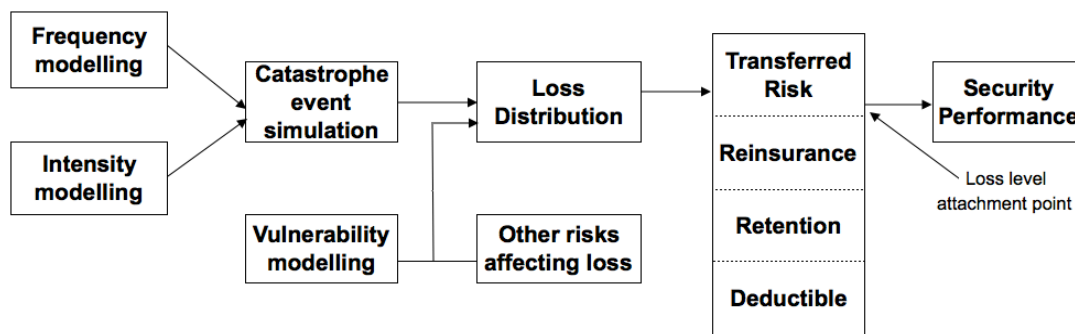 Frequency
modelling
Intensity
modelling
Catastrophe
event
simulation
Vulnerability
modelling
Loss
Distribution
Other risks
affecting loss
Transferred
Risk
Reinsurance
Retention
Deductible
Security
Performance
Loss level
attachment point